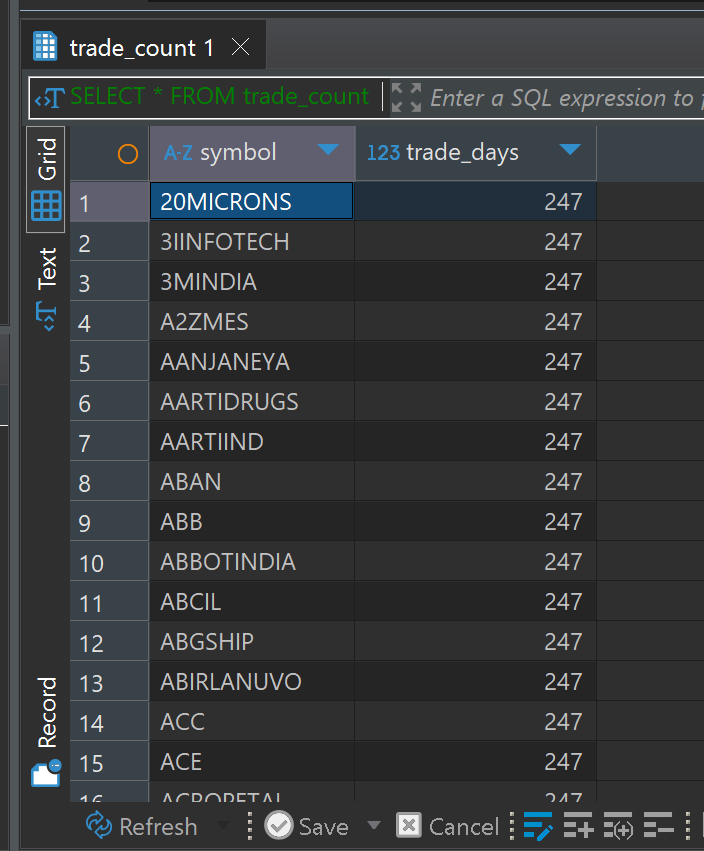 trade_count 1
SELECT * FROM trade_count
Enter a SQL expression to
Grid
Text
Record
A-Z symbol
123 trade_days
1 20MICRONS 247
2 3IINFOTECH 247
3 3MINDIA 247
4 A2ZMES 247
5 AANJANEYA 247
6 AARTIDRUGS 247
7 AARTIIND 247
8 ABAN 247
9 ABB 247
10 ABBOTINDIA 247
11 ABCIL 247
12 ABGSHIP 247
13 ABIRLANUVO 247
14 ACC 247
15 ACE 247
16 ACROPETAL 247
Refresh
Save
Cancel